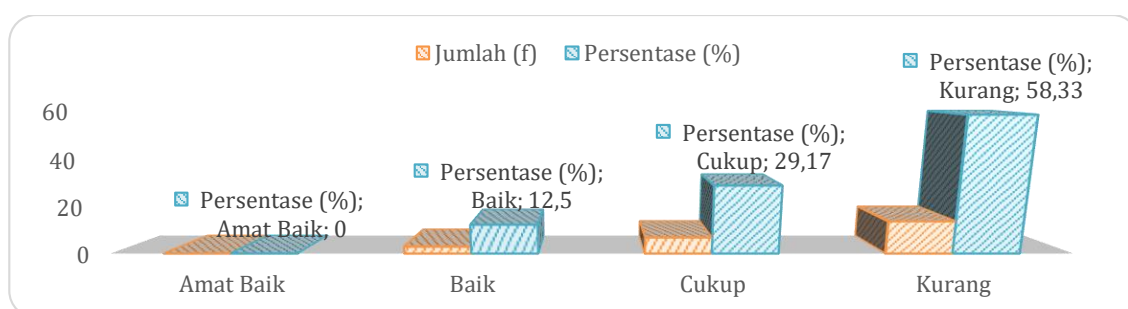 Jumlah (f) Persentase (%)
Persentase (%);
Kurang; 58,33
Persentase (%);
Cukup; 29,17
Persentase (%);
Baik; 12,5
Persentase (%);
Amat Baik; 0
60
40
20
0
Amat Baik Baik Cukup Kurang